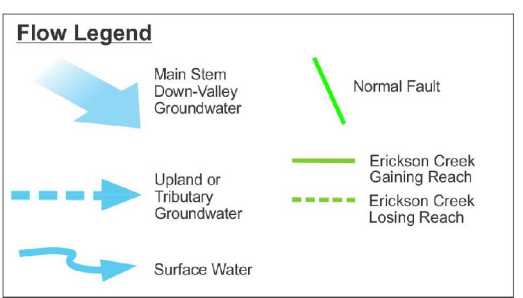 Flow Legend
Main Stem
Down-Valley
Groundwater
Upland or
Tributary
Groundwater
Surface Water
Normal Fault
Erickson Creek
Gaining Reach
Erickson Creek
Losing Reach